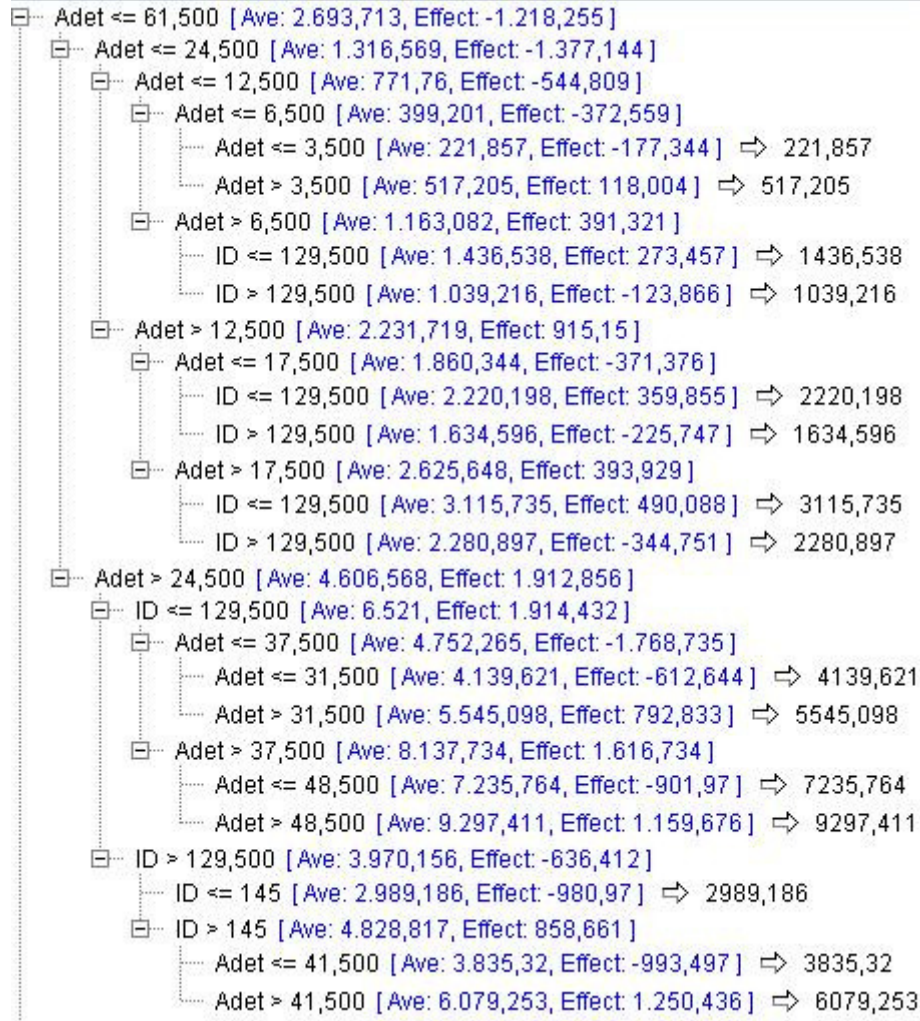 Adet <= 61,500 [Ave: 2.693,713, Effect: -1.218,255]
Adet <= 24,500 [Ave: 1.316,569, Effect: -1.377,144]
Adet <= 12,500 [Ave: 771,76, Effect: -544,809]
Adet <= 6,500 [Ave: 399,201, Effect: -372,559]
Adet <= 3,500 [Ave: 221,857, Effect: -177,344] ⇨ 221,857
Adet > 3,500 [Ave: 517,205, Effect: 118,004] ⇨ 517,205
Adet > 6,500 [Ave: 1.163,082, Effect: 391,321]
ID <= 129,500 [Ave: 1.436,538, Effect: 273,457] ⇨ 1436,538
ID > 129,500 [Ave: 1.039,216, Effect: -123,866] ⇨ 1039,216
Adet > 12,500 [Ave: 2.231,719, Effect: 915,15]
Adet <= 17,500 [Ave: 1.860,344, Effect: -371,376]
ID <= 129,500 [Ave: 2.220,198, Effect: 359,855] ⇨ 2220,198
ID > 129,500 [Ave: 1.634,596, Effect: -225,747] ⇨ 1634,596
Adet > 17,500 [Ave: 2.625,648, Effect: 393,929]
ID <= 129,500 [Ave: 3.115,735, Effect: 490,088] ⇨ 3115,735
ID > 129,500 [Ave: 2.280,897, Effect: -344,751] ⇨ 2280,897
Adet > 24,500 [Ave: 4.606,568, Effect: 1.912,856]
ID <= 129,500 [Ave: 6.521, Effect: 1.914,432]
Adet <= 37,500 [Ave: 4.752,265, Effect: -1.768,735]
Adet <= 31,500 [Ave: 4.139,621, Effect: -612,644] ⇨ 4139,621
Adet > 31,500 [Ave: 5.545,098, Effect: 792,833] ⇨ 5545,098
Adet > 37,500 [Ave: 8.137,734, Effect: 1.616,734]
Adet <= 48,500 [Ave: 7.235,764, Effect: -901,97] ⇨ 7235,764
Adet > 48,500 [Ave: 9.297,411, Effect: 1.159,676] ⇨ 9297,411
ID > 129,500 [Ave: 3.970,156, Effect: -636,412]
ID <= 145 [Ave: 2.989,186, Effect: -980,97] ⇨ 2989,186
ID > 145 [Ave: 4.828,817, Effect: 858,661]
Adet <= 41,500 [Ave: 3.835,32, Effect: -993,497] ⇨ 3835,32
Adet > 41,500 [Ave: 6.079,253, Effect: 1.250,436] ⇨ 6079,253